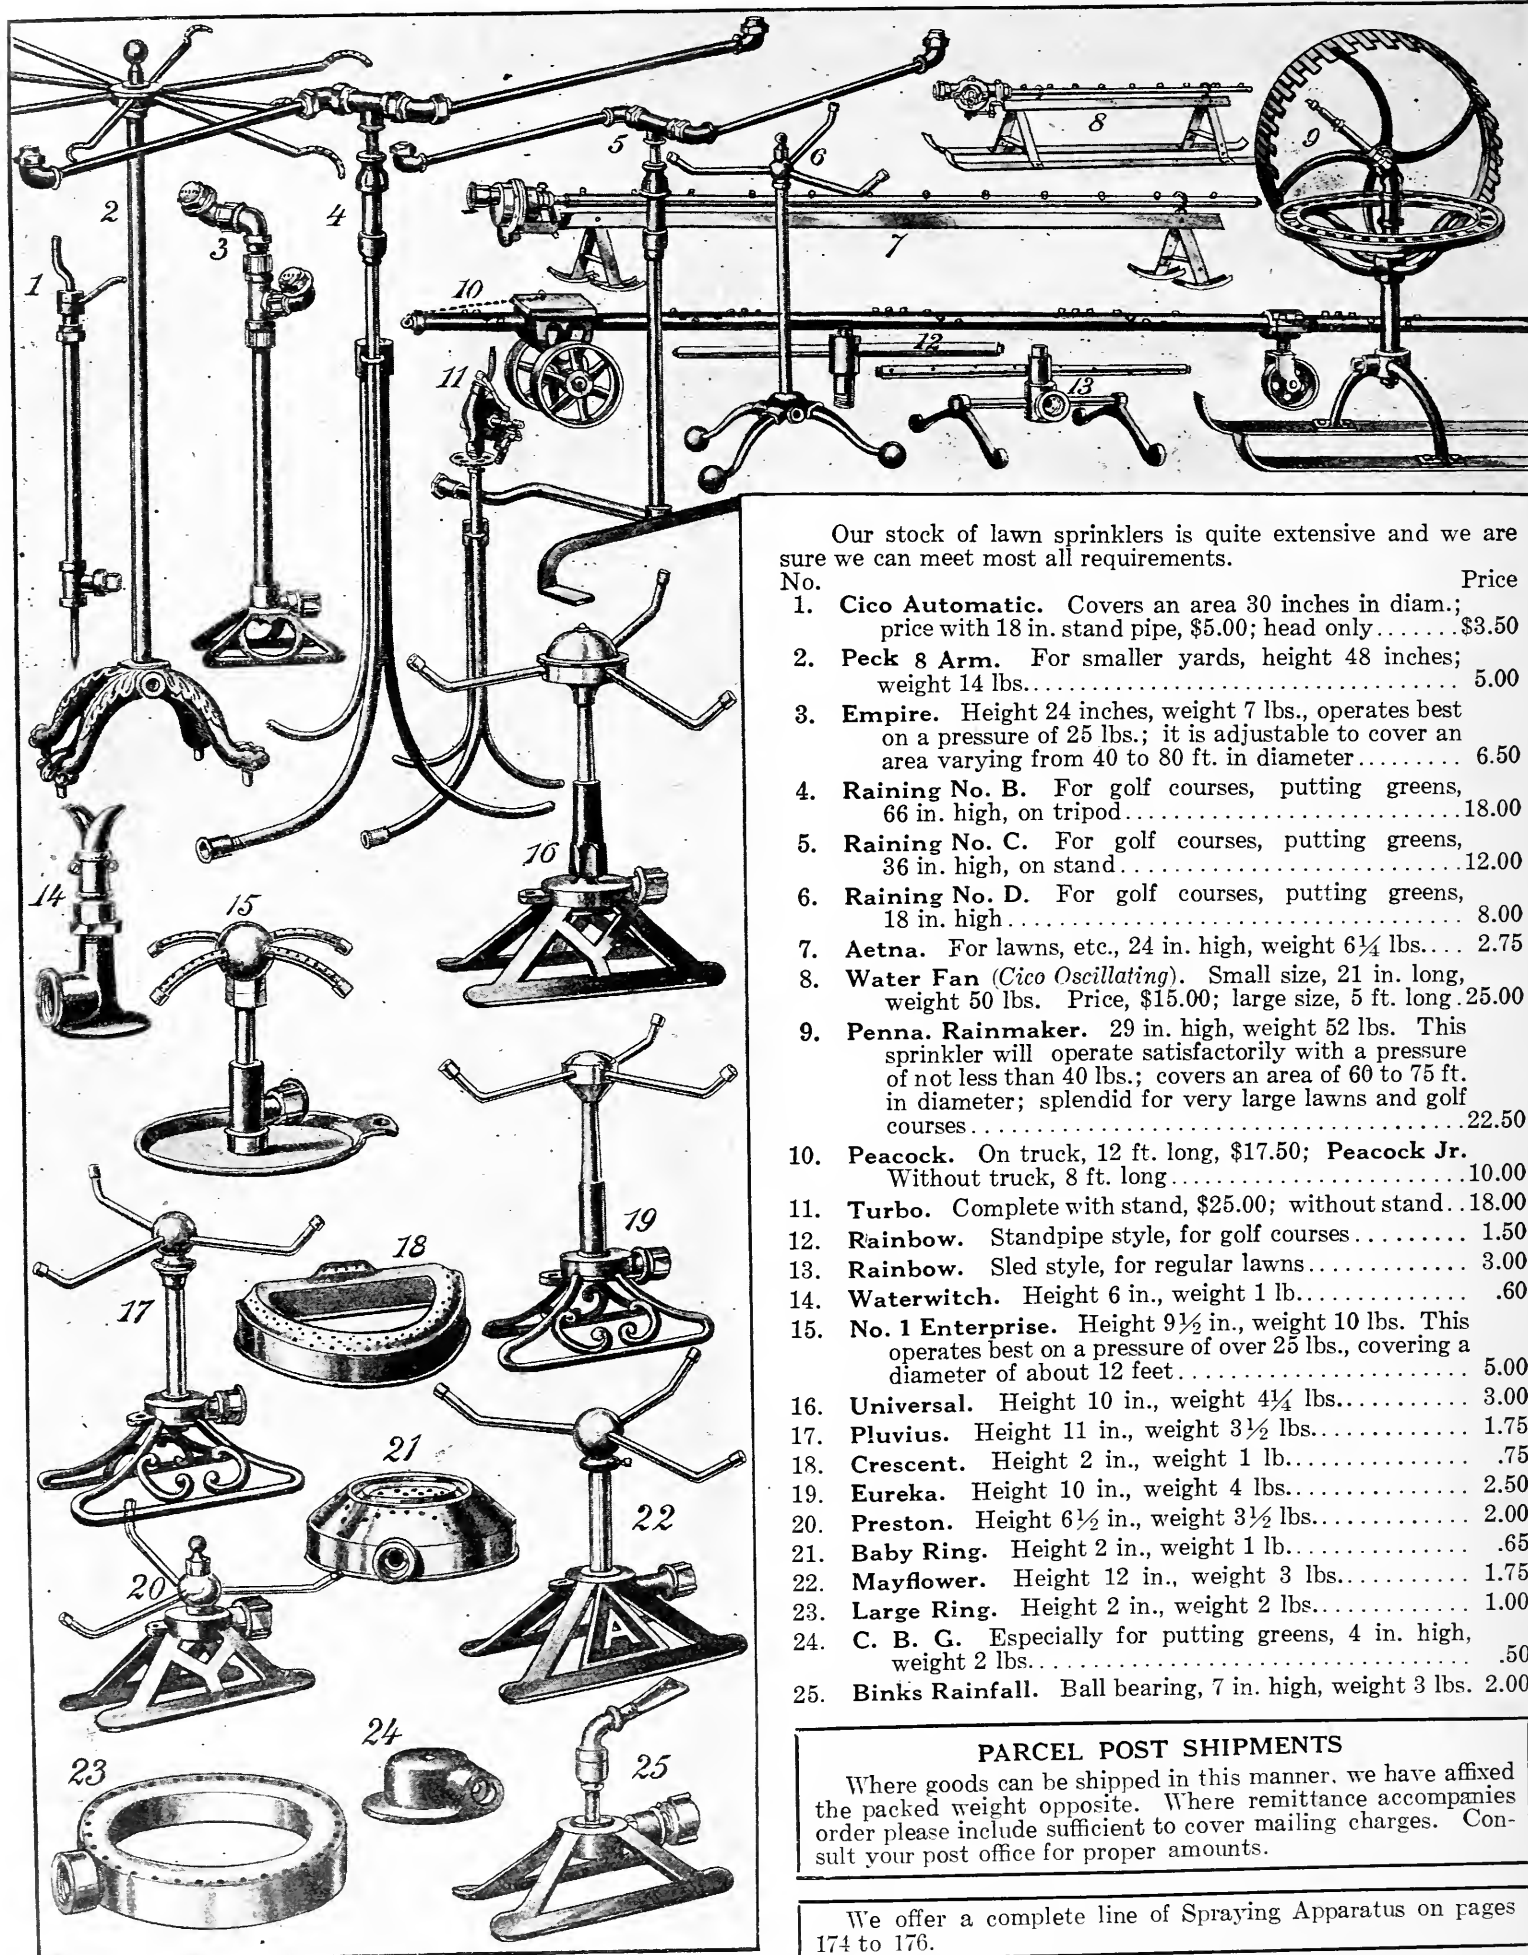 2
4
5
6
8
9
3
7
1
10
12
11
13
16
14
15
19
18
17
21
22
20
A
24
23
25
Our stock of lawn sprinklers is quite extensive and we are
sure we can meet most all requirements.
No. Price
1. Cico Automatic. Covers an area 30 inches in diam.;
price with 18 in. stand pipe, $5.00; head only.......$3.50
2. Peck 8 Arm. For smaller yards, height 48 inches;
weight 14 lbs.................................... 5.00
3. Empire. Height 24 inches, weight 7 lbs., operates best
on a pressure of 25 lbs.; it is adjustable to cover an
area varying from 40 to 80 ft. in diameter......... 6.50
4. Raining No. B. For golf courses, putting greens,
66 in. high, on tripod............................18.00
5. Raining No. C. For golf courses, putting greens,
36 in. high, on stand.............................12.00
6. Raining No. D. For golf courses, putting greens,
18 in. high...................................... 8.00
7. Aetna. For lawns, etc., 24 in. high, weight 6¼ lbs.... 2.75
8. Water Fan (Cico Oscillating). Small size, 21 in. long,
weight 50 lbs. Price, $15.00; large size, 5 ft. long.25.00
9. Penna. Rainmaker. 29 in. high, weight 52 lbs. This
sprinkler will operate satisfactorily with a pressure
of not less than 40 lbs.; covers an area of 60 to 75 ft.
in diameter; splendid for very large lawns and golf
courses........................................22.50
10. Peacock. On truck, 12 ft. long, $17.50; Peacock Jr.
Without truck, 8 ft. long........................10.00
11. Turbo. Complete with stand, $25.00; without stand..18.00
12. Rainbow. Standpipe style, for golf courses......... 1.50
13. Rainbow. Sled style, for regular lawns............. 3.00
14. Waterwitch. Height 6 in., weight 1 lb.............. .60
15. No. 1 Enterprise. Height 9½ in., weight 10 lbs. This
operates best on a pressure of over 25 lbs., covering a
diameter of about 12 feet........................ 5.00
16. Universal. Height 10 in., weight 4¼ lbs........... 3.00
17. Pluvius. Height 11 in., weight 3½ lbs............. 1.75
18. Crescent. Height 2 in., weight 1 lb............... .75
19. Eureka. Height 10 in., weight 4 lbs............... 2.50
20. Preston. Height 6½ in., weight 3½ lbs............. 2.00
21. Baby Ring. Height 2 in., weight 1 lb............... .65
22. Mayflower. Height 12 in., weight 3 lbs........... 1.75
23. Large Ring. Height 2 in., weight 2 lbs............. 1.00
24. C. B. G. Especially for putting greens, 4 in. high,
weight 2 lbs.................................... .50
25. Binks Rainfall. Ball bearing, 7 in. high, weight 3 lbs. 2.00
PARCEL POST SHIPMENTS
Where goods can be shipped in this manner, we have affixed
the packed weight opposite. Where remittance accompanies
order please include sufficient to cover mailing charges. Con-
sult your post office for proper amounts.
We offer a complete line of Spraying Apparatus on pages
174 to 176.